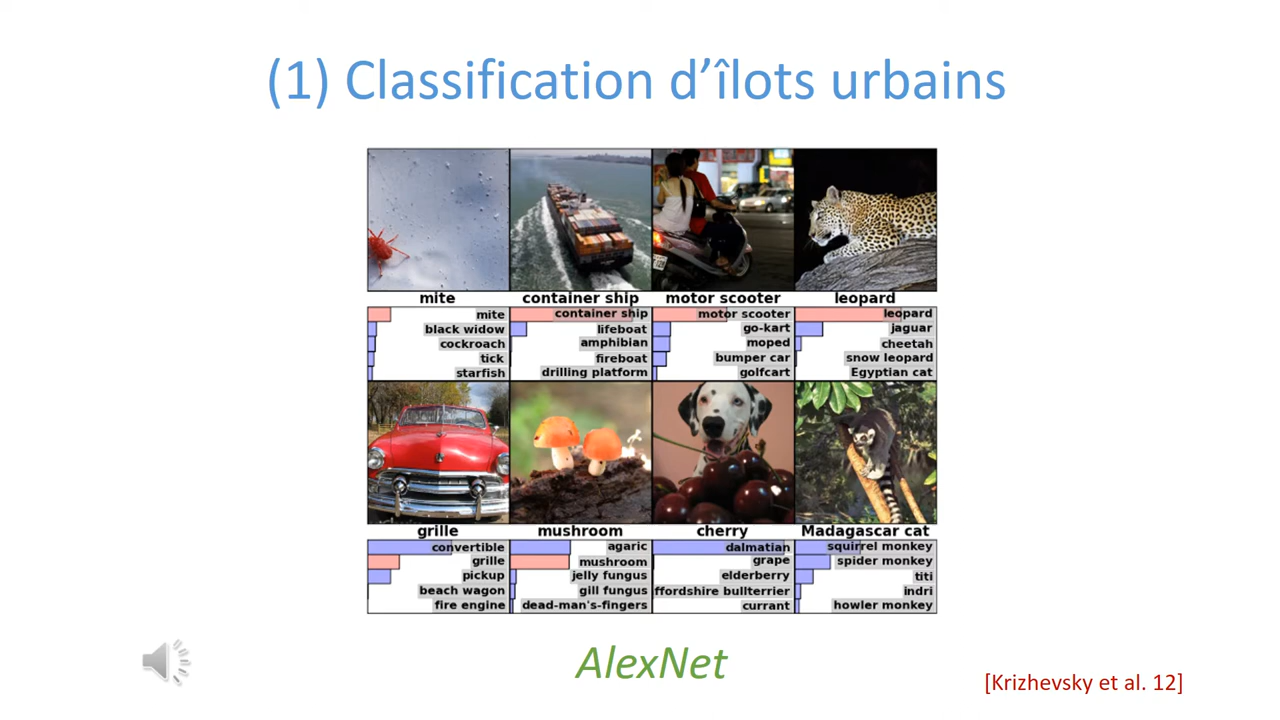 (1) Classification d’îlots urbains
mite container ship motor scooter leopard
mite
black widow
cockroach
tick
starfish
container ship
lifeboat
amphibian
fireboat
drilling platform
motor scooter
go-kart
moped
bumper car
golfcart
leopard
jaguar
cheetah
snow leopard
Egyptian cat
grille mushroom cherry Madagascar cat
convertible
grille
pickup
beach wagon
fire engine
agaric
mushroom
jelly fungus
gill fungus
dead-man's-fingers
dalmatian
grape
elderberry
ffordshire bullterrier
currant
squirrel monkey
spider monkey
titi
indri
howler monkey
AlexNet
[Krizhevsky et al. 12]